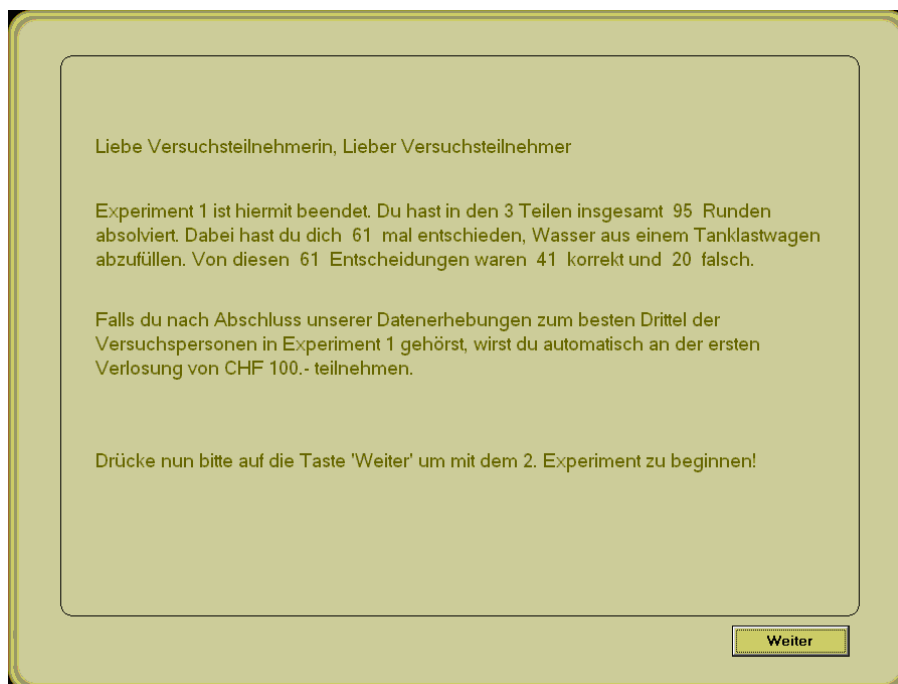 Liebe Versuchsteilnehmerin, Lieber Versuchsteilnehmer
Experiment 1 ist hiermit beendet. Du hast in den 3 Teilen insgesamt 95 Runden
absolviert. Dabei hast du dich 61 mal entschieden, Wasser aus einem Tanklastwagen
abzufüllen. Von diesen 61 Entscheidungen waren 41 korrekt und 20 falsch.
Falls du nach Abschluss unserer Datenerhebungen zum besten Drittel der
Versuchspersonen in Experiment 1 gehörst, wirst du automatisch an der ersten
Verlosung von CHF 100.- teilnehmen.
Drücke nun bitte auf die Taste 'Weiter' um mit dem 2. Experiment zu beginnen!
Weiter